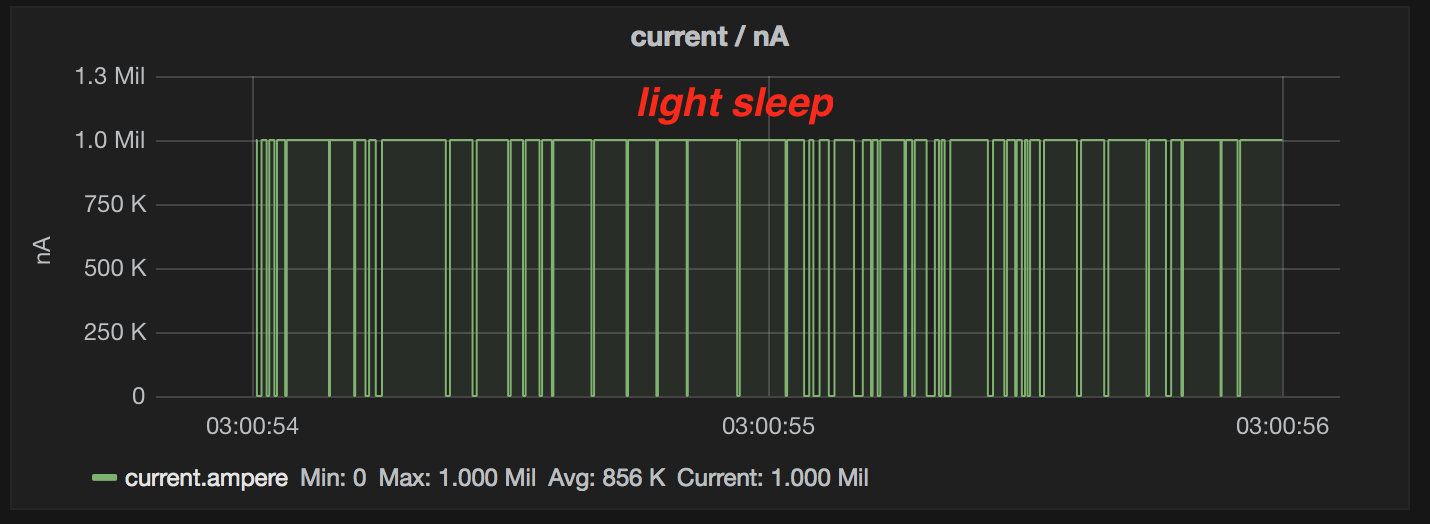 current / nA
light sleep
1.3 Mil
1.0 Mil
750 K
500 K
250 K
0
nA
03:00:54 03:00:55 03:00:56
current.ampere Min: 0 Max: 1.000 Mil Avg: 856 K Current: 1.000 Mil